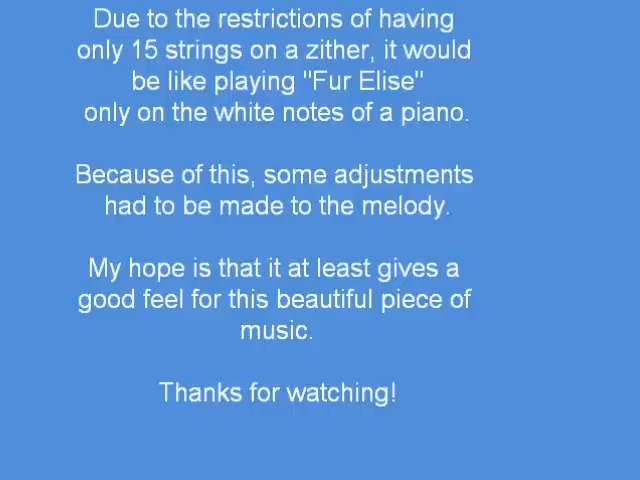 Due to the restrictions of having
only 15 strings on a zither, it would
be like playing "Fur Elise"
only on the white notes of a piano.
Because of this, some adjustments
had to be made to the melody.
My hope is that it at least gives a
good feel for this beautiful piece of
music.
Thanks for watching!